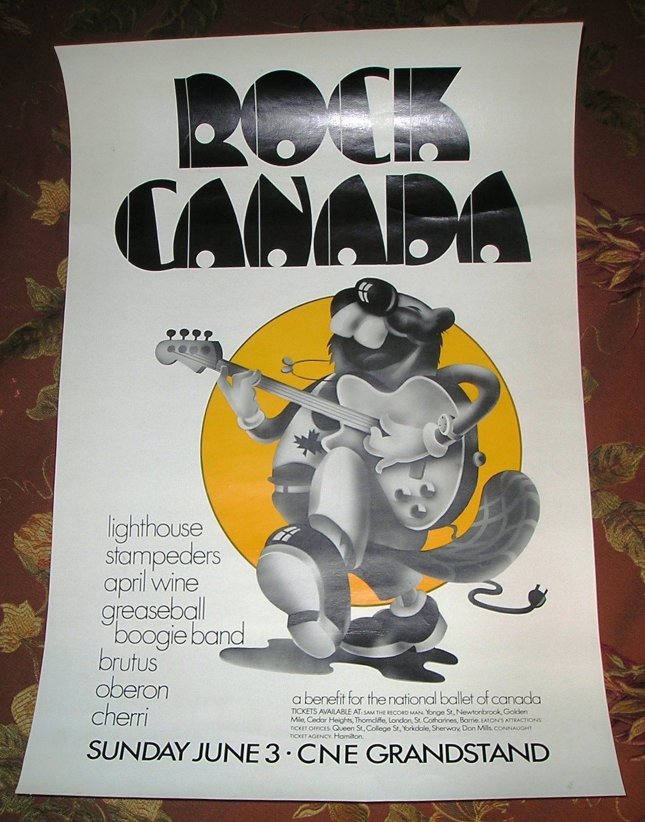 ROCK
CANADA
lighthouse
stampeders
april wine
greaseball
boogie band
brutus
oberon
cherri
a benefit for the national ballet of canada
TICKETS AVAILABLE AT: SAM THE RECORD MAN. Yonge St., Newtonbrook, Golden
Mile, Cedar Heights, Thorncliffe, London, St. Catharines, Barrie. EATON'S ATTRACTIONS
TICKET OFFICES. Queen St., College St., Yorkdale, Sherway, Don Mills. CONNAUGHT
TICKET AGENCY. Hamilton.
SUNDAY JUNE 3 · CNE GRANDSTAND